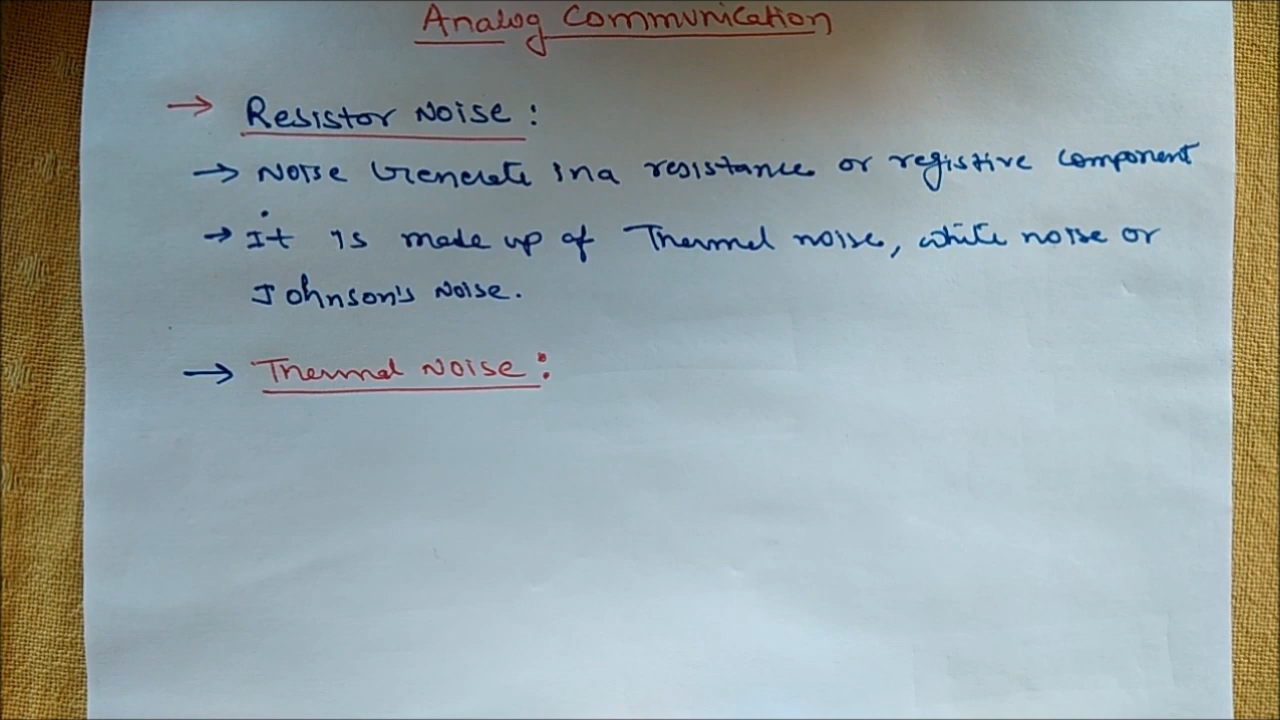 Analog Communication
→ Resistor Noise :
→ Noise Generate in a resistance or registive component
→ It is made up of Thermal noise, white noise or
Johnson's Noise.
→ Thermal Noise :